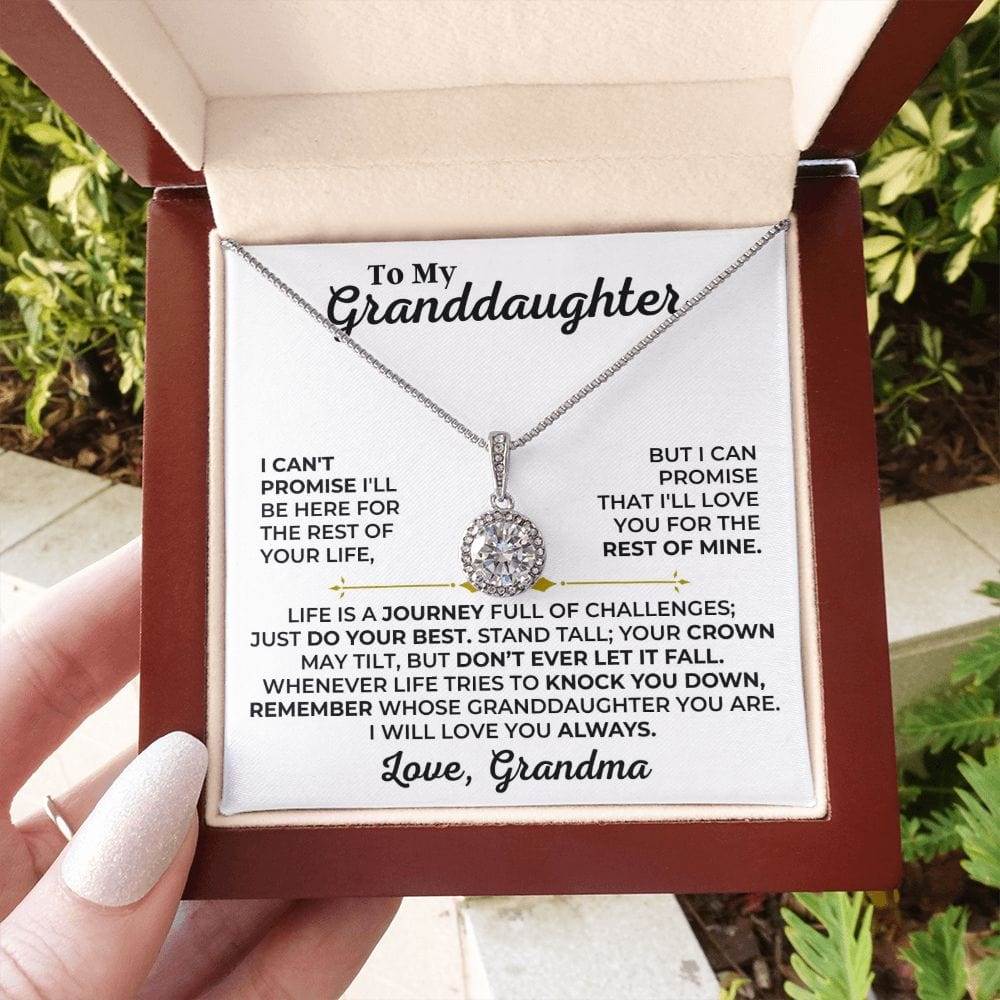 To My
Granddaughter
I CAN'T
PROMISE I'LL
BE HERE FOR
THE REST OF
YOUR LIFE,
BUT I CAN
PROMISE
THAT I'LL LOVE
YOU FOR THE
REST OF MINE.
LIFE IS A JOURNEY FULL OF CHALLENGES;
JUST DO YOUR BEST. STAND TALL; YOUR CROWN
MAY TILT, BUT DON’T EVER LET IT FALL.
WHENEVER LIFE TRIES TO KNOCK YOU DOWN,
REMEMBER WHOSE GRANDDAUGHTER YOU ARE.
I WILL LOVE YOU ALWAYS.
Love, Grandma